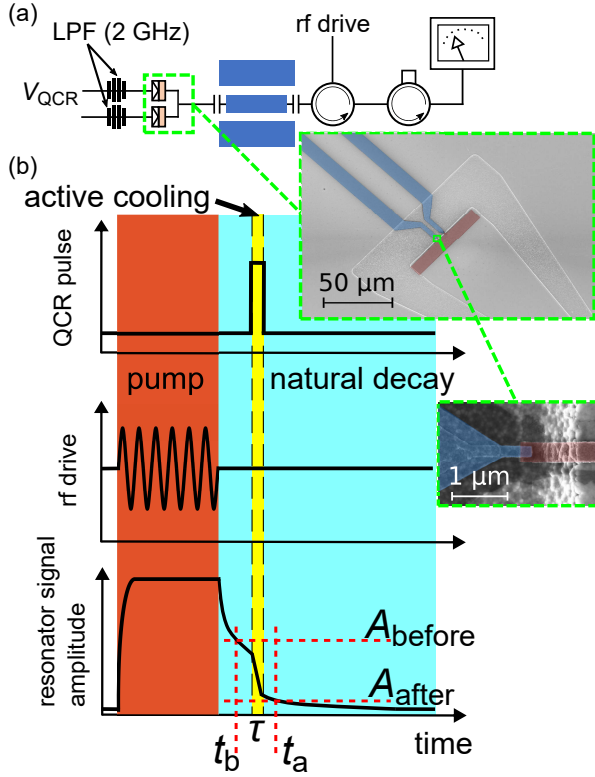 (a)
LPF (2 GHz)
rf drive
V_QCR
50 µm
(b)
active cooling
QCR pulse
pump
natural decay
1 µm
rf drive
resonator signal
amplitude
A_before
A_after
t_b
τ
t_a
time